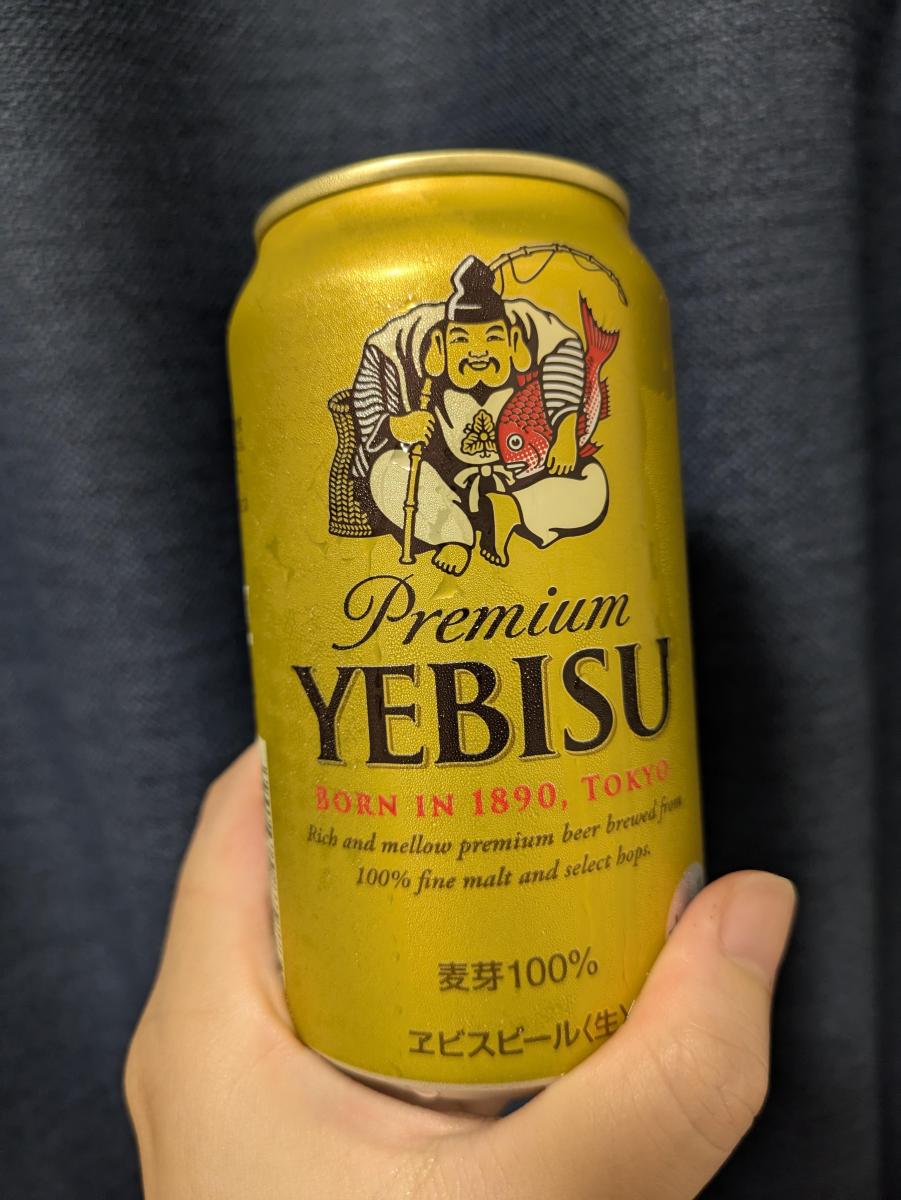 Premium
YEBISU
BORN IN 1890, TOKYO
Rich and mellow premium beer brewed from
100% fine malt and select hops.
麦芽100%
ヱビスビール〈生〉